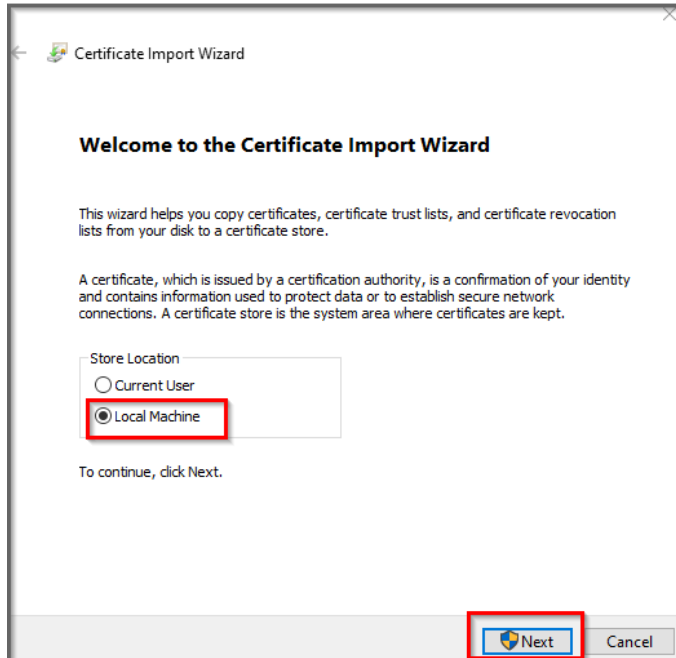 Certificate Import Wizard
Welcome to the Certificate Import Wizard
This wizard helps you copy certificates, certificate trust lists, and certificate revocation
lists from your disk to a certificate store.
A certificate, which is issued by a certification authority, is a confirmation of your identity
and contains information used to protect data or to establish secure network
connections. A certificate store is the system area where certificates are kept.
Store Location
Current User
Local Machine
To continue, click Next.
Next
Cancel